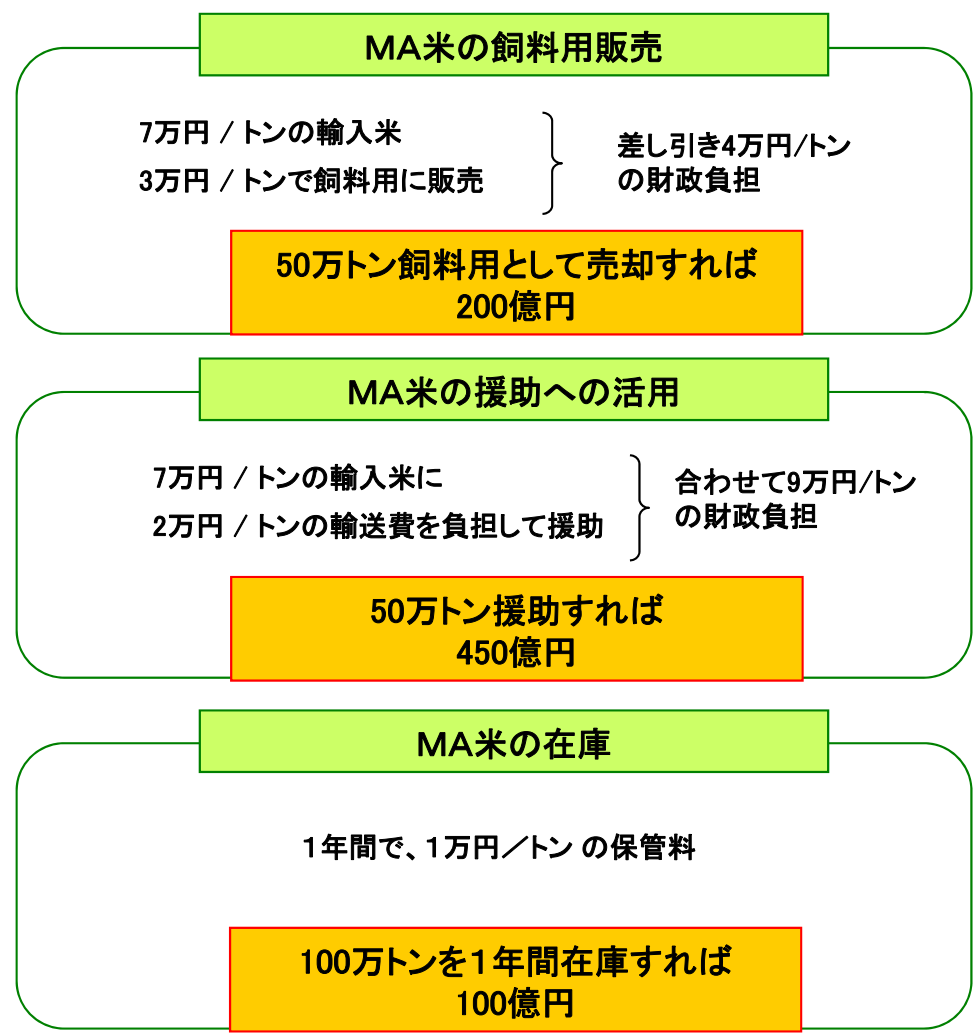 ＭＡ米の飼料用販売
7万円 / トンの輸入米
3万円 / トンで飼料用に販売
差し引き4万円/トン
の財政負担
50万トン飼料用として売却すれば
200億円
ＭＡ米の援助への活用
7万円 / トンの輸入米に
2万円 / トンの輸送費を負担して援助
合わせて9万円/トン
の財政負担
50万トン援助すれば
450億円
ＭＡ米の在庫
１年間で、１万円／トン の保管料
100万トンを１年間在庫すれば
100億円